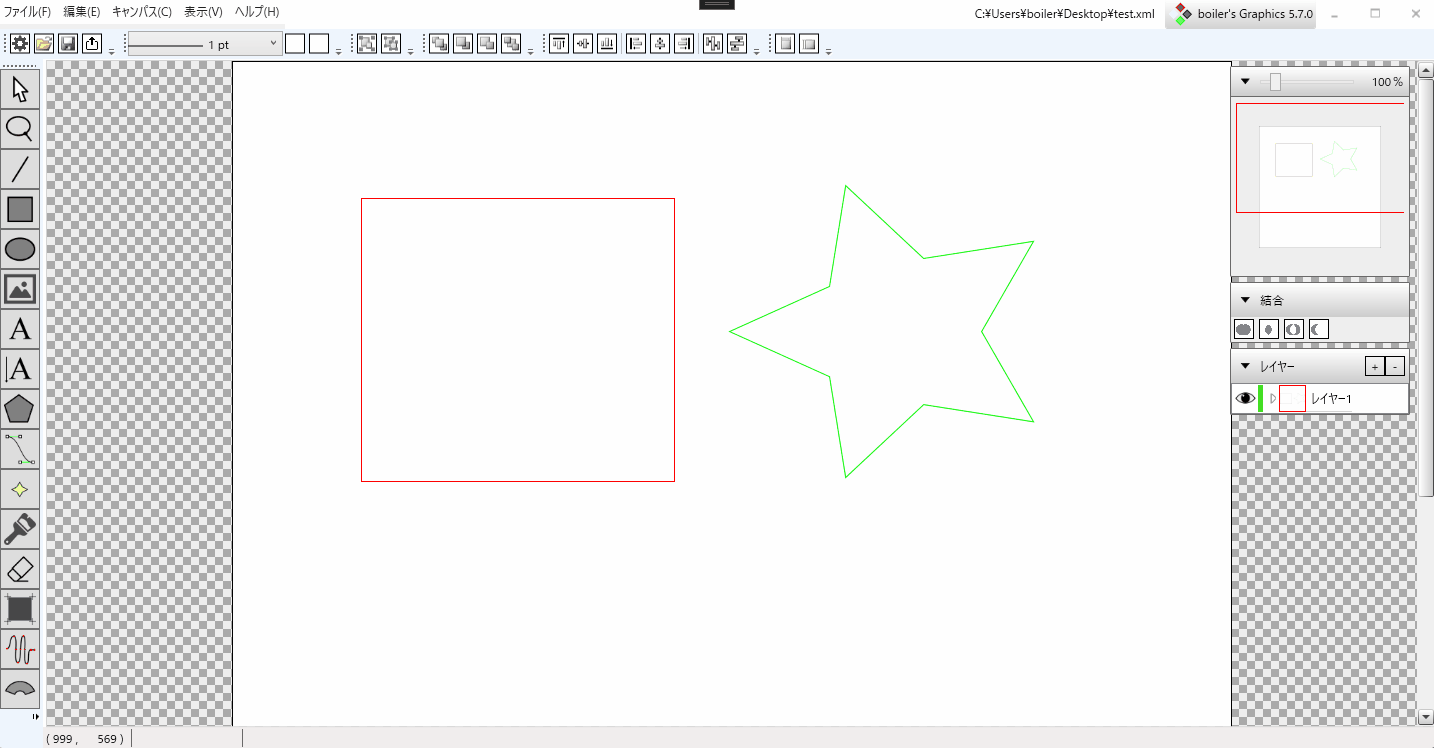 ファイル(F) 編集(E) キャンバス(C) 表示(V) ヘルプ(H)
C:¥Users¥boiler¥Desktop¥test.xml
boiler's Graphics 5.7.0
1 pt
100 %
結合
レイヤー
+ -
レイヤー1
A
A
( 999 , 569 )